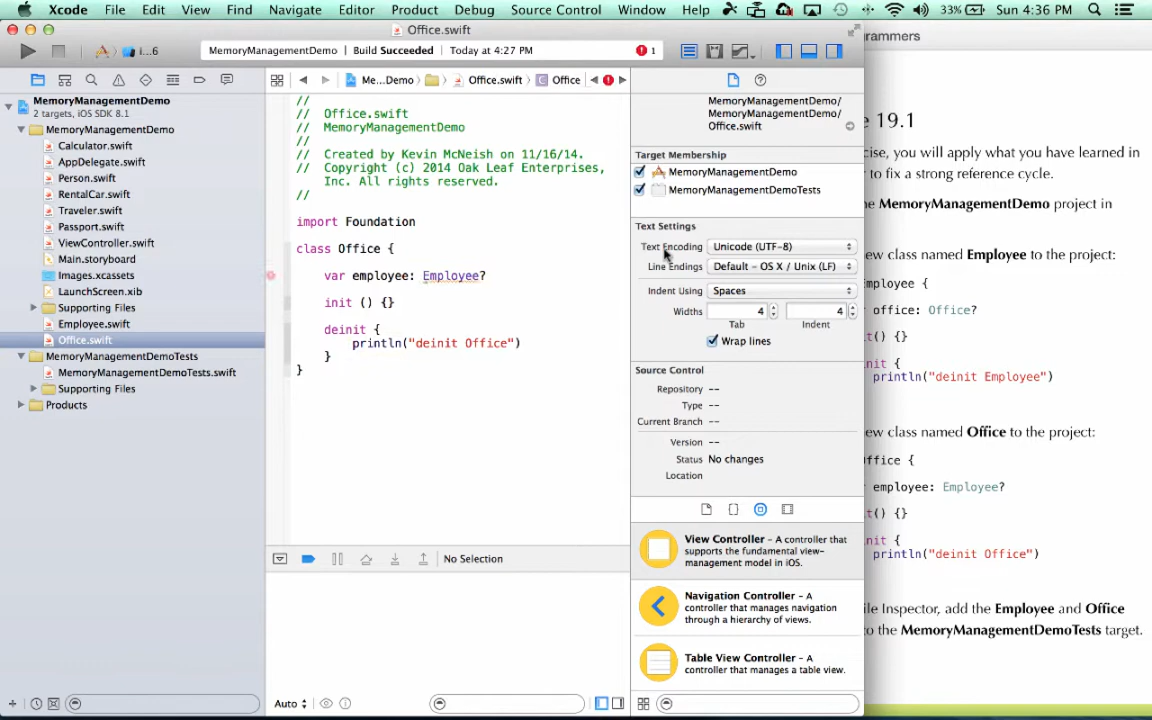 Xcode File Edit View Find Navigate Editor Product Debug Source Control Window Help 33% Sun 4:36 PM
Office.swift
i...6
MemoryManagementDemo Build Succeeded Today at 4:27 PM 1
Me...Demo Office.swift C Office
MemoryManagementDemo
2 targets, iOS SDK 8.1
MemoryManagementDemo
Calculator.swift
AppDelegate.swift
Person.swift
RentalCar.swift
Traveler.swift
Passport.swift
ViewController.swift
Main.storyboard
Images.xcassets
LaunchScreen.xib
Supporting Files
Employee.swift
Office.swift
MemoryManagementDemoTests
MemoryManagementDemoTests.swift
Supporting Files
Products
//
// Office.swift
// MemoryManagementDemo
//
// Created by Kevin McNeish on 11/16/14.
// Copyright (c) 2014 Oak Leaf Enterprises,
Inc. All rights reserved.
//
import Foundation
class Office {
var employee: Employee?
init () {}
deinit {
println("deinit Office")
}
}
No Selection
Auto
MemoryManagementDemo/
MemoryManagementDemo/
Office.swift
Target Membership
MemoryManagementDemo
MemoryManagementDemoTests
Text Settings
Text Encoding Unicode (UTF-8)
Line Endings Default - OS X / Unix (LF)
Indent Using Spaces
Widths 4 4
Tab Indent
Wrap lines
Source Control
Repository --
Type --
Current Branch --
Version --
Status No changes
Location
View Controller - A controller that
supports the fundamental view-
management model in iOS.
Navigation Controller - A
controller that manages navigation
through a hierarchy of views.
Table View Controller - A
controller that manages a table view.
grammers
19.1
cise, you will apply what you have learned in
to fix a strong reference cycle.
he MemoryManagementDemo project in
new class named Employee to the project:
mployee {
office: Office?
() {}
nit {
println("deinit Employee")
new class named Office to the project:
ffice {
employee: Employee?
t() {}
nit {
println("deinit Office")
ile Inspector, add the Employee and Office
to the MemoryManagementDemoTests target.